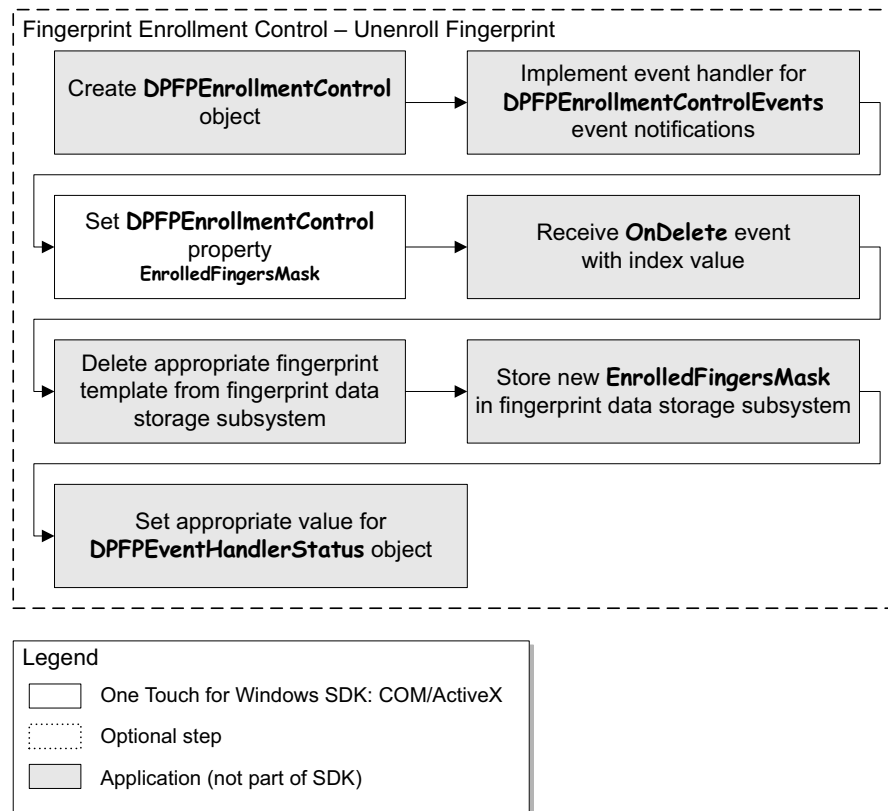 Fingerprint Enrollment Control – Unenroll Fingerprint
Create DPFPEnrollmentControl
object
Implement event handler for
DPFPEnrollmentControlEvents
event notifications
Set DPFPEnrollmentControl
property
EnrolledFingersMask
Receive OnDelete event
with index value
Delete appropriate fingerprint
template from fingerprint data
storage subsystem
Store new EnrolledFingersMask
in fingerprint data storage subsystem
Set appropriate value for
DPFPEventHandlerStatus object
Legend
One Touch for Windows SDK: COM/ActiveX
Optional step
Application (not part of SDK)